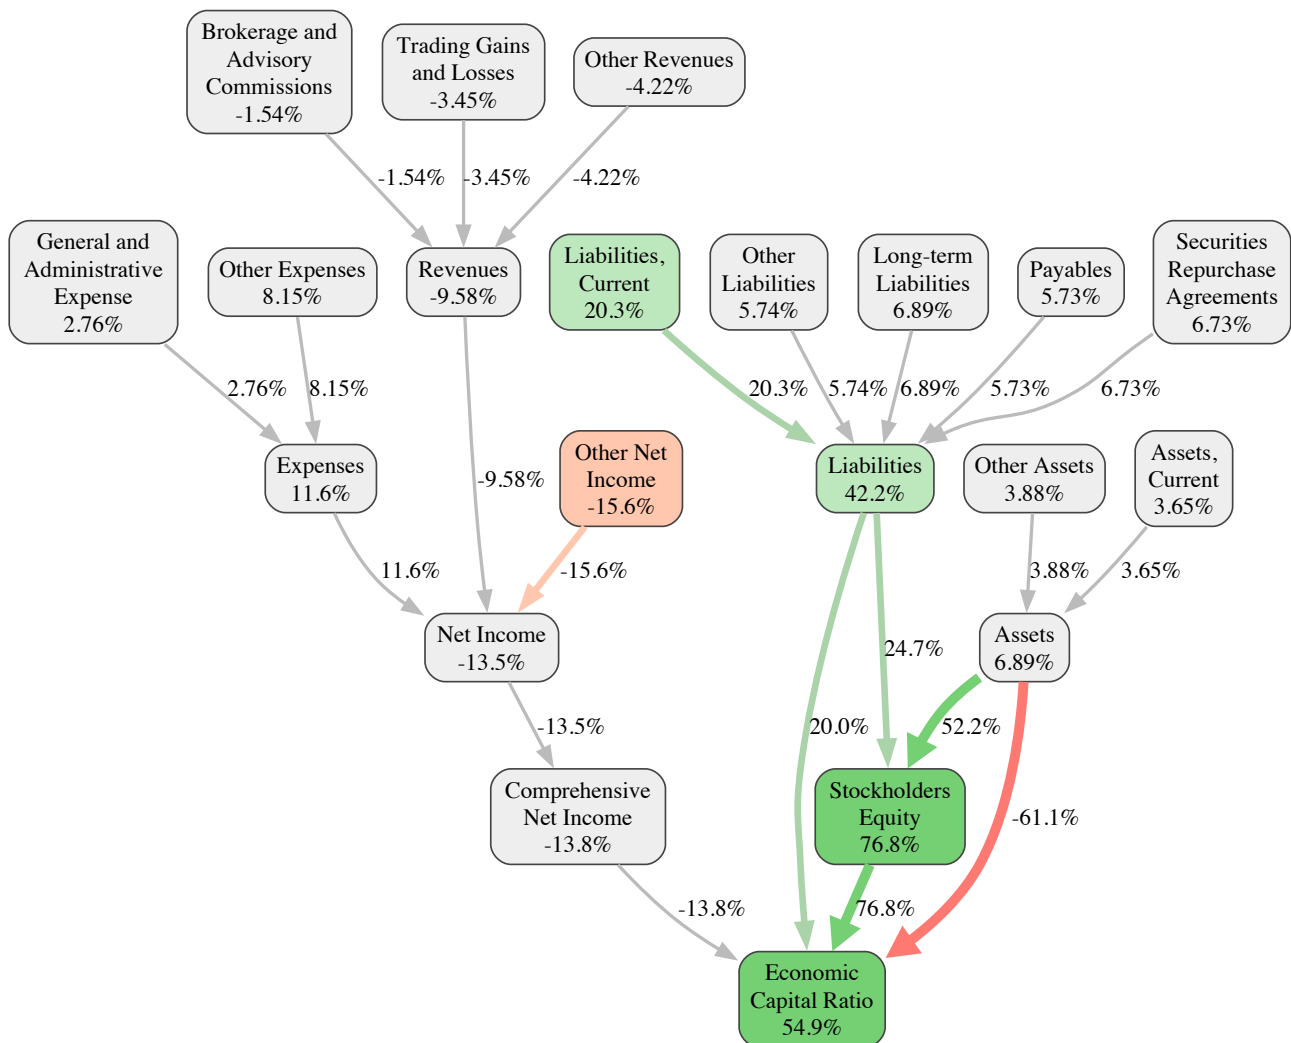 Brokerage and
Advisory
Commissions
-1.54%
Trading Gains
and Losses
-3.45%
Other Revenues
-4.22%
-1.54%
-3.45%
-4.22%
General and
Administrative
Expense
2.76%
Other Expenses
8.15%
Revenues
-9.58%
Liabilities,
Current
20.3%
Other
Liabilities
5.74%
Long-term
Liabilities
6.89%
Payables
5.73%
Securities
Repurchase
Agreements
6.73%
2.76%
8.15%
20.3%
5.74%
6.89%
5.73%
6.73%
Expenses
11.6%
-9.58%
Other Net
Income
-15.6%
Liabilities
42.2%
Other Assets
3.88%
Assets,
Current
3.65%
11.6%
-15.6%
3.88%
3.65%
Net Income
-13.5%
24.7%
Assets
6.89%
-13.5%
20.0%
52.2%
Comprehensive
Net Income
-13.8%
Stockholders
Equity
76.8%
-61.1%
-13.8%
76.8%
Economic
Capital Ratio
54.9%